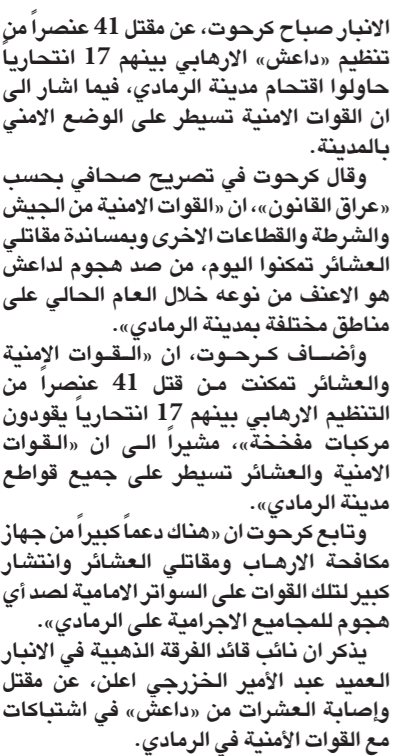 الانبار صباح كرحوت، عن مقتل 41 عنصراً من
تنظيم «داعش» الارهابي بينهم 17 انتحارياً
حاولوا اقتحام مدينة الرمادي، فيما اشار الى
ان القوات الامنية تسيطر على الوضع الامني
بالمدينة.
وقال كرحوت في تصريح صحافي بحسب
«عراق القانون»، ان «القوات الامنية من الجيش
والشرطة والقطاعات الاخرى وبمساندة مقاتلي
العشائر تمكنوا اليوم، من صد هجوم لداعش
هو الاعنف من نوعه خلال العام الحالي على
مناطق مختلفة بمدينة الرمادي».
وأضاف كرحوت، ان «القوات الامنية
والعشائر تمكنت من قتل 41 عنصراً من
التنظيم الارهابي بينهم 17 انتحارياً يقودون
مركبات مفخخة»، مشيراً الى ان «القوات
الامنية والعشائر تسيطر على جميع قواطع
مدينة الرمادي».
وتابع كرحوت ان «هناك دعماً كبيراً من جهاز
مكافحة الارهاب ومقاتلي العشائر وانتشار
كبير لتلك القوات على السواتر الامامية لصد أي
هجوم للمجاميع الاجرامية على الرمادي».
يذكر ان نائب قائد الفرقة الذهبية في الانبار
العميد عبد الأمير الخزرجي اعلن، عن مقتل
وإصابة العشرات من «داعش» في اشتباكات
مع القوات الأمنية في الرمادي.